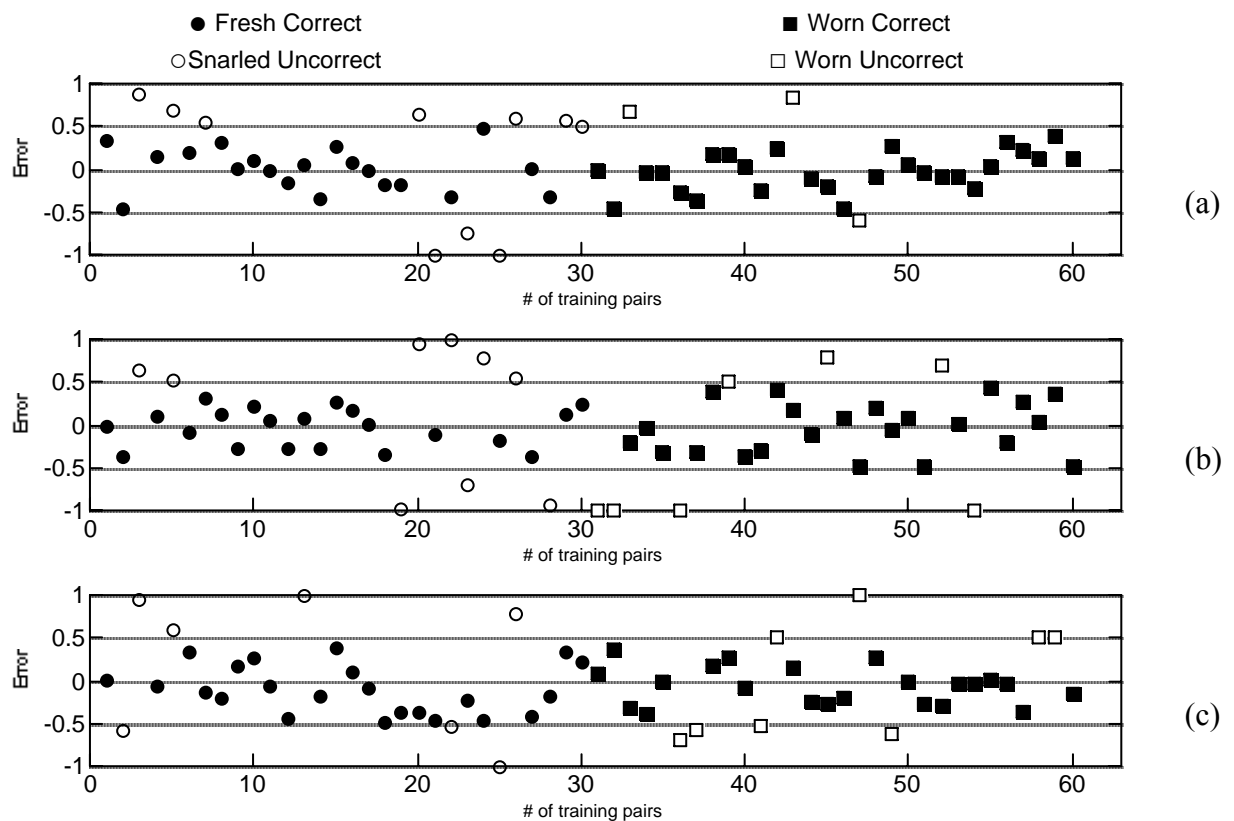 Fresh Correct Worn Correct
Snarled Uncorrect Worn Uncorrect
1
0.5
0
-0.5
-1
Error
0 10 20 30 40 50 60
# of training pairs
(a)
1
0.5
0
-0.5
-1
Error
0 10 20 30 40 50 60
# of training pairs
(b)
1
0.5
0
-0.5
-1
Error
0 10 20 30 40 50 60
# of training pairs
(c)